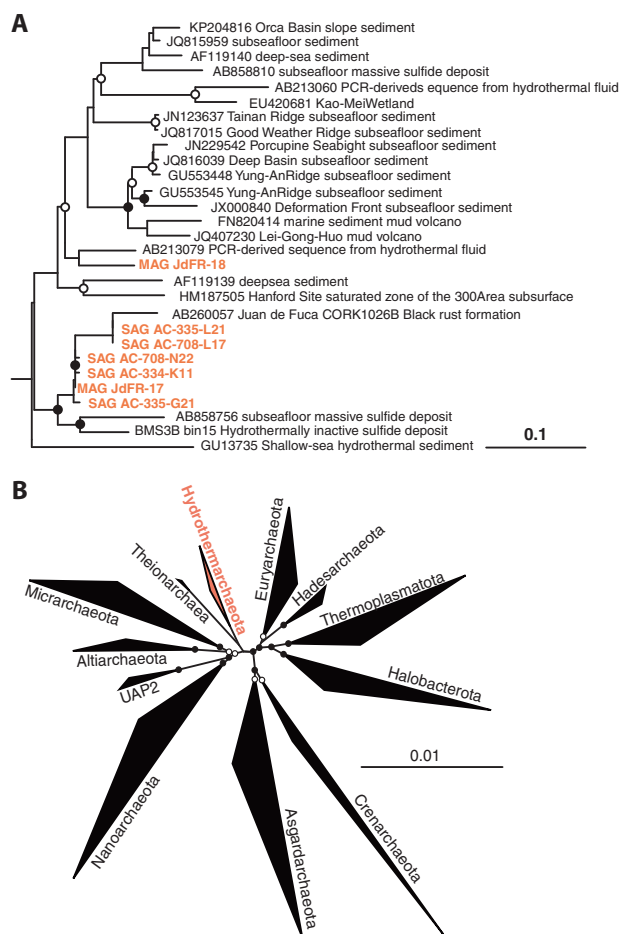 A
KP204816 Orca Basin slope sediment
JQ815959 subseafloor sediment
AF119140 deep-sea sediment
AB858810 subseafloor massive sulfide deposit
AB213060 PCR-deriveds equence from hydrothermal fluid
EU420681 Kao-MeiWetland
JN123637 Tainan Ridge subseafloor sediment
JQ817015 Good Weather Ridge subseafloor sediment
JN229542 Porcupine Seabight subseafloor sediment
JQ816039 Deep Basin subseafloor sediment
GU553448 Yung-AnRidge subseafloor sediment
GU553545 Yung-AnRidge subseafloor sediment
JX000840 Deformation Front subseafloor sediment
FN820414 marine sediment mud volcano
JQ407230 Lei-Gong-Huo mud volcano
AB213079 PCR-derived sequence from hydrothermal fluid
MAG JdFR-18
AF119139 deepsea sediment
HM187505 Hanford Site saturated zone of the 300Area subsurface
AB260057 Juan de Fuca CORK1026B Black rust formation
SAG AC-335-L21
SAG AC-708-L17
SAG AC-708-N22
SAG AC-334-K11
MAG JdFR-17
SAG AC-335-G21
AB858756 subseafloor massive sulfide deposit
BMS3B bin15 Hydrothermally inactive sulfide deposit
GU13735 Shallow-sea hydrothermal sediment
0.1
B
Hydrothermarchaeota
Euryarchaeota
Hadesarchaeota
Theionarchaea
Thermoplasmatota
Micrarchaeota
Altiarchaeota
UAP2
Halobacterota
0.01
Nanoarchaeota
Asgardarchaeota
Crenarchaeota